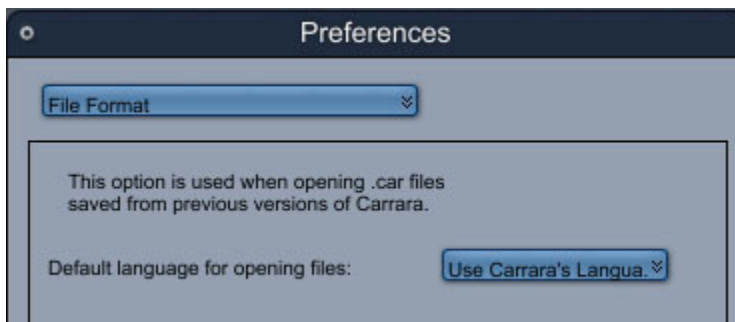 Preferences
File Format
This option is used when opening .car files
saved from previous versions of Carrara.
Default language for opening files:
Use Carrara's Langua.